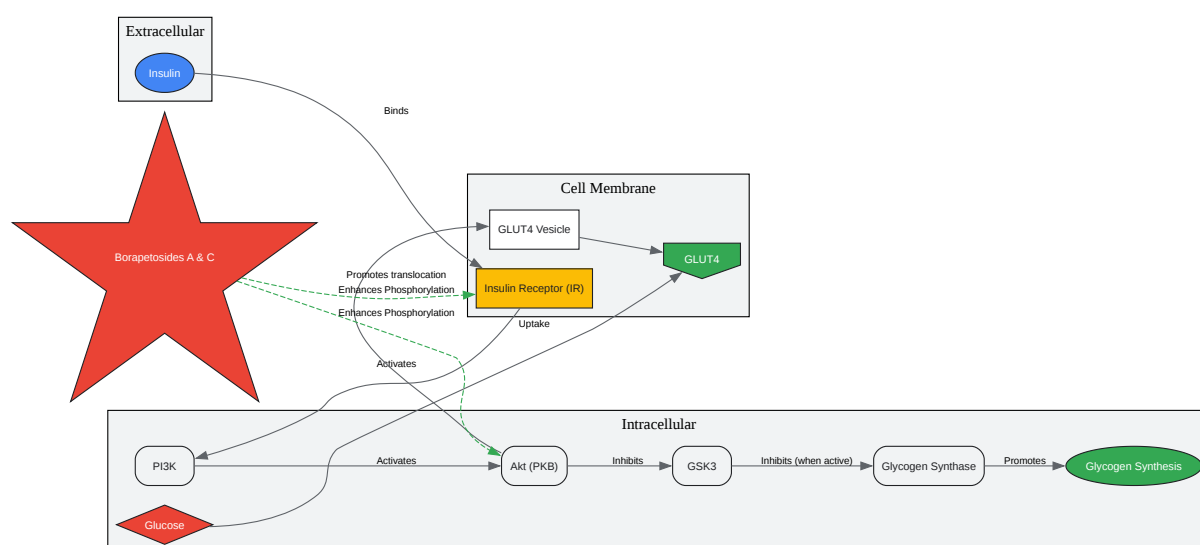 Extracellular
Insulin
Binds
Cell Membrane
GLUT4 Vesicle
GLUT4
Borapetosides A & C
Promotes translocation
Enhances Phosphorylation
Insulin Receptor (IR)
Enhances Phosphorylation
Uptake
Activates
Intracellular
PI3K
Activates
Akt (PKB)
Inhibits
GSK3
Inhibits (when active)
Glycogen Synthase
Promotes
Glycogen Synthesis
Glucose